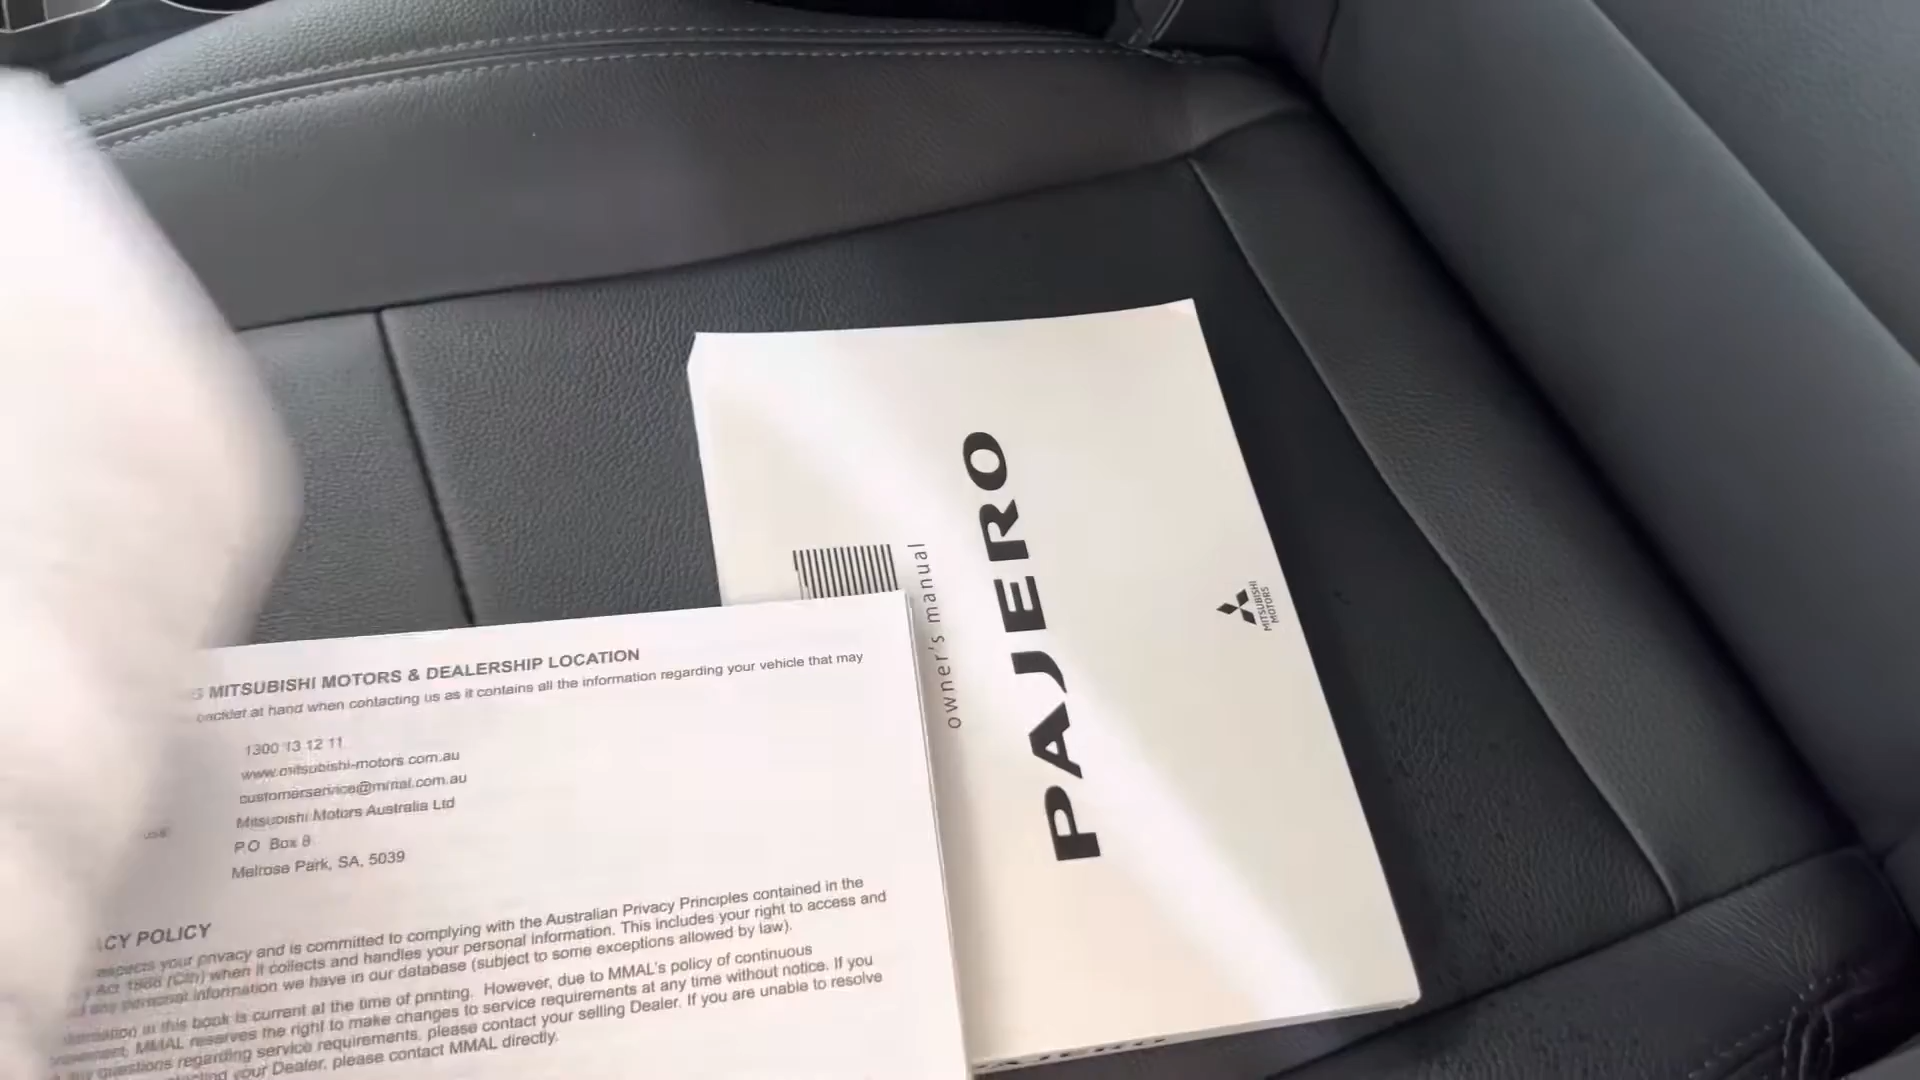 PAJERO
owner's manual
MITSUBISHI
MOTORS
MITSUBISHI MOTORS & DEALERSHIP LOCATION
at hand when contacting us as it contains all the information regarding your vehicle that may
1300 13 12 11
www.mitsubishi-motors.com.au
customerservice@mmal.com.au
Mitsubishi Motors Australia Ltd
P.O Box 8
Melrose Park, SA, 5039
ACY POLICY
your privacy and is committed to complying with the Australian Privacy Principles contained in the
Act 1988 (Cth) when it collects and handles your personal information. This includes your right to access and
any personal information we have in our database (subject to some exceptions allowed by law).
in this book is current at the time of printing. However, due to MMAL's policy of continuous
MMAL reserves the right to make changes to service requirements at any time without notice. If you
questions regarding service requirements, please contact your selling Dealer. If you are unable to resolve
your Dealer, please contact MMAL directly.